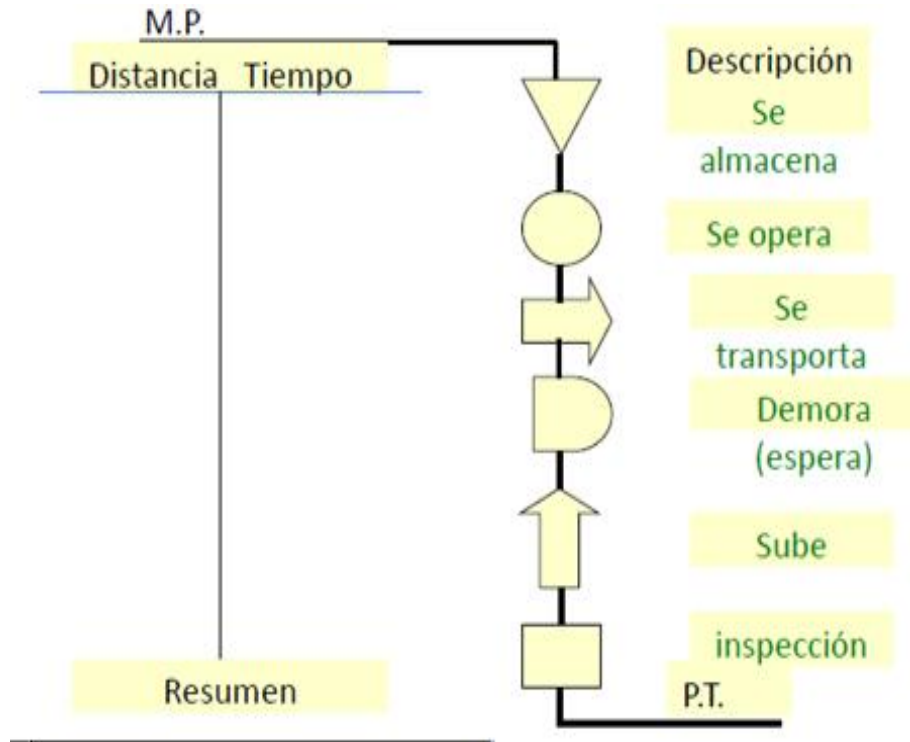 M.P.
Distancia Tiempo
Descripción
Se
almacena
Se opera
Se
transporta
Demora
(espera)
Sube
inspección
Resumen
P.T.